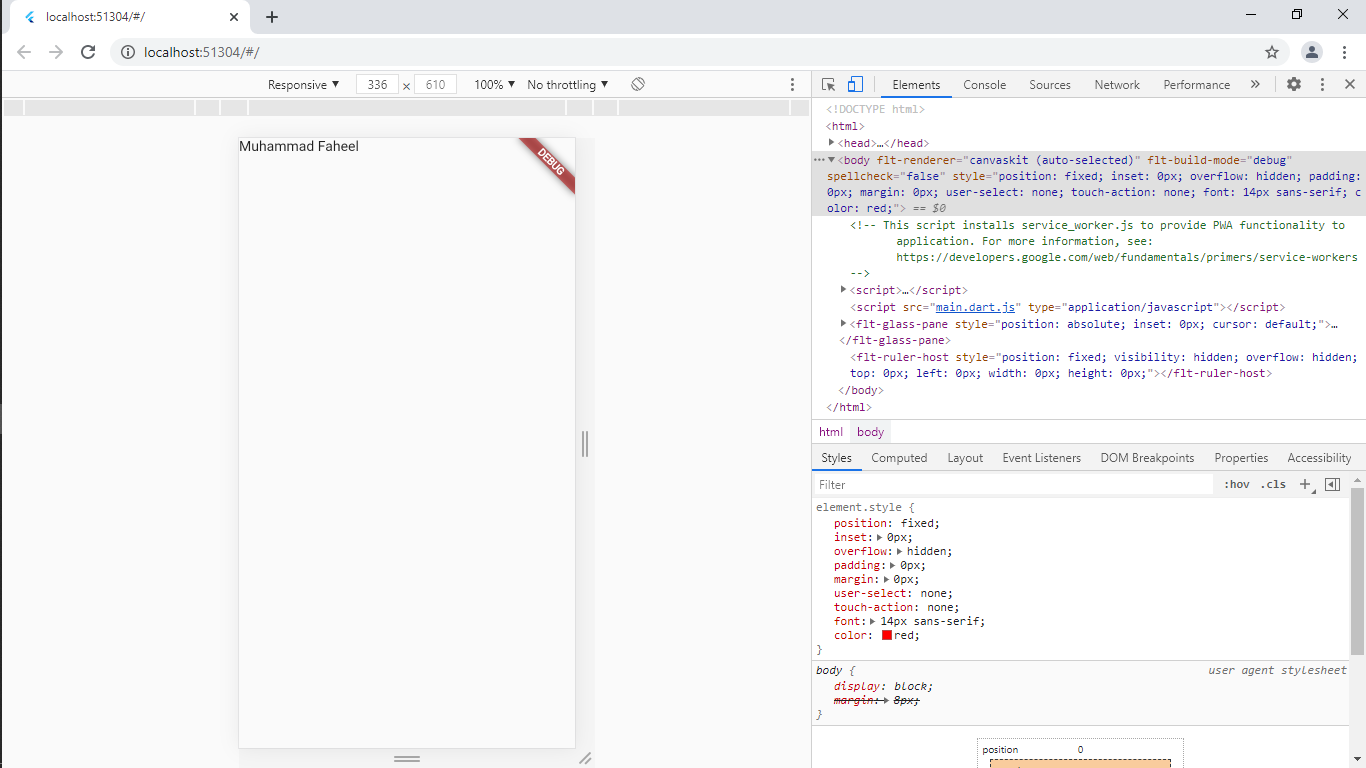 localhost:51304/#/
localhost:51304/#/
Responsive 336 × 610 100% No throttling
Elements Console Sources Network Performance »
Muhammad Faheel
DEBUG
<!DOCTYPE html>
<html>
<head>…</head>
<body flt-renderer="canvaskit (auto-selected)" flt-build-mode="debug"
spellcheck="false" style="position: fixed; inset: 0px; overflow: hidden; padding:
0px; margin: 0px; user-select: none; touch-action: none; font: 14px sans-serif; c
olor: red;"> == $0
<!-- This script installs service_worker.js to provide PWA functionality to
application. For more information, see:
https://developers.google.com/web/fundamentals/primers/service-workers
-->
<script>…</script>
<script src="main.dart.js" type="application/javascript"></script>
<flt-glass-pane style="position: absolute; inset: 0px; cursor: default;">…
</flt-glass-pane>
<flt-ruler-host style="position: fixed; visibility: hidden; overflow: hidden;
top: 0px; left: 0px; width: 0px; height: 0px;"></flt-ruler-host>
</body>
</html>
html body
Styles Computed Layout Event Listeners DOM Breakpoints Properties Accessibility
Filter :hov .cls +
element.style {
position: fixed;
inset: 0px;
overflow: hidden;
padding: 0px;
margin: 0px;
user-select: none;
touch-action: none;
font: 14px sans-serif;
color: red;
}
body { user agent stylesheet
display: block;
margin: 8px;
}
position 0